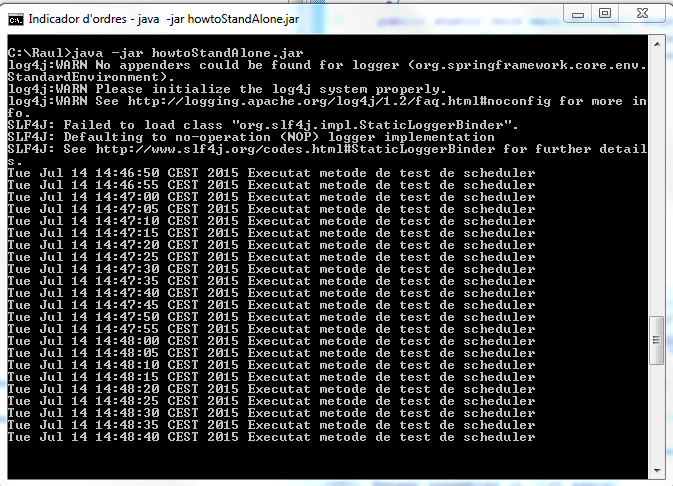 Indicador d'ordres - java  -jar howtoStandAlone.jar
C:\Raul>java -jar howtoStandAlone.jar
log4j:WARN No appenders could be found for logger (org.springframework.core.env.
StandardEnvironment).
log4j:WARN Please initialize the log4j system properly.
log4j:WARN See http://logging.apache.org/log4j/1.2/faq.html#noconfig for more in
fo.
SLF4J: Failed to load class "org.slf4j.impl.StaticLoggerBinder".
SLF4J: Defaulting to no-operation (NOP) logger implementation
SLF4J: See http://www.slf4j.org/codes.html#StaticLoggerBinder for further detail
s.
Tue Jul 14 14:46:50 CEST 2015 Executat metode de test de scheduler
Tue Jul 14 14:46:55 CEST 2015 Executat metode de test de scheduler
Tue Jul 14 14:47:00 CEST 2015 Executat metode de test de scheduler
Tue Jul 14 14:47:05 CEST 2015 Executat metode de test de scheduler
Tue Jul 14 14:47:10 CEST 2015 Executat metode de test de scheduler
Tue Jul 14 14:47:15 CEST 2015 Executat metode de test de scheduler
Tue Jul 14 14:47:20 CEST 2015 Executat metode de test de scheduler
Tue Jul 14 14:47:25 CEST 2015 Executat metode de test de scheduler
Tue Jul 14 14:47:30 CEST 2015 Executat metode de test de scheduler
Tue Jul 14 14:47:35 CEST 2015 Executat metode de test de scheduler
Tue Jul 14 14:47:40 CEST 2015 Executat metode de test de scheduler
Tue Jul 14 14:47:45 CEST 2015 Executat metode de test de scheduler
Tue Jul 14 14:47:50 CEST 2015 Executat metode de test de scheduler
Tue Jul 14 14:47:55 CEST 2015 Executat metode de test de scheduler
Tue Jul 14 14:48:00 CEST 2015 Executat metode de test de scheduler
Tue Jul 14 14:48:05 CEST 2015 Executat metode de test de scheduler
Tue Jul 14 14:48:10 CEST 2015 Executat metode de test de scheduler
Tue Jul 14 14:48:15 CEST 2015 Executat metode de test de scheduler
Tue Jul 14 14:48:20 CEST 2015 Executat metode de test de scheduler
Tue Jul 14 14:48:25 CEST 2015 Executat metode de test de scheduler
Tue Jul 14 14:48:30 CEST 2015 Executat metode de test de scheduler
Tue Jul 14 14:48:35 CEST 2015 Executat metode de test de scheduler
Tue Jul 14 14:48:40 CEST 2015 Executat metode de test de scheduler